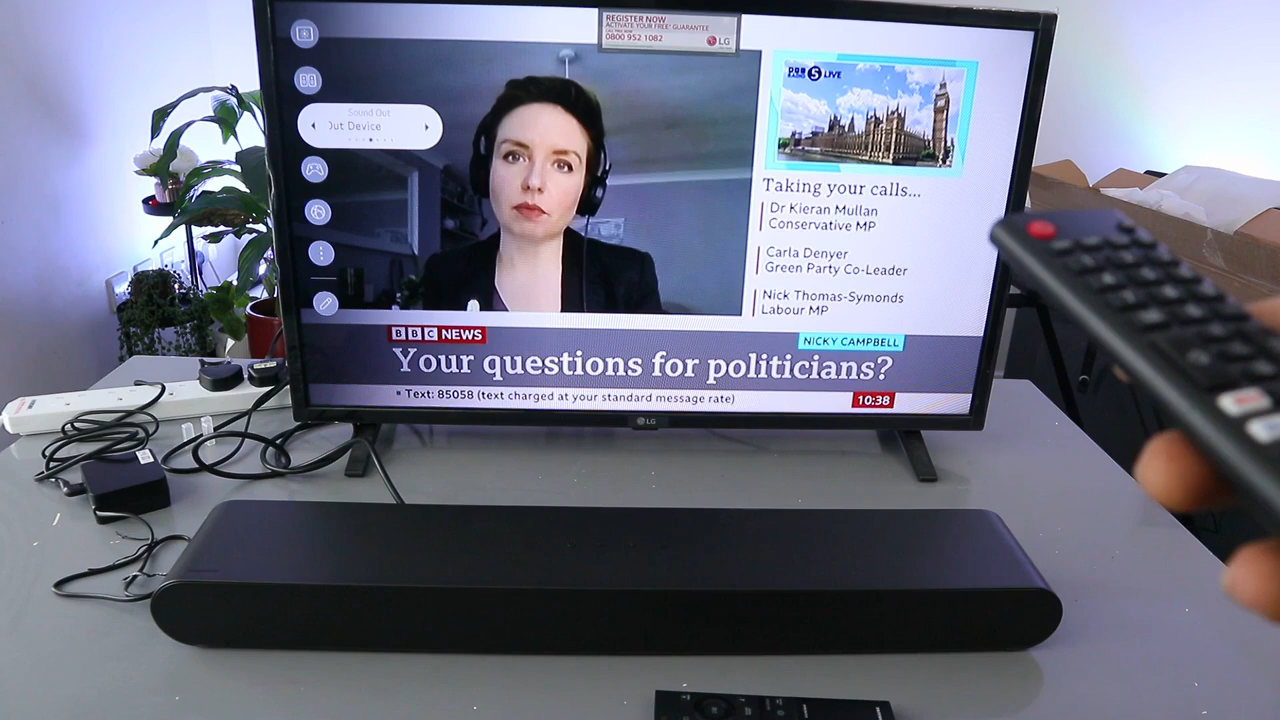 REGISTER NOW
ACTIVATE YOUR FREE* GUARANTEE
0800 952 1082
LG
BBC RADIO 5 LIVE
Sound Out
Out Device
Taking your calls...
Dr Kieran Mullan
Conservative MP
Carla Denyer
Green Party Co-Leader
Nick Thomas-Symonds
Labour MP
BBC NEWS
NICKY CAMPBELL
Your questions for politicians?
Text: 85058 (text charged at your standard message rate)
10:38
LG